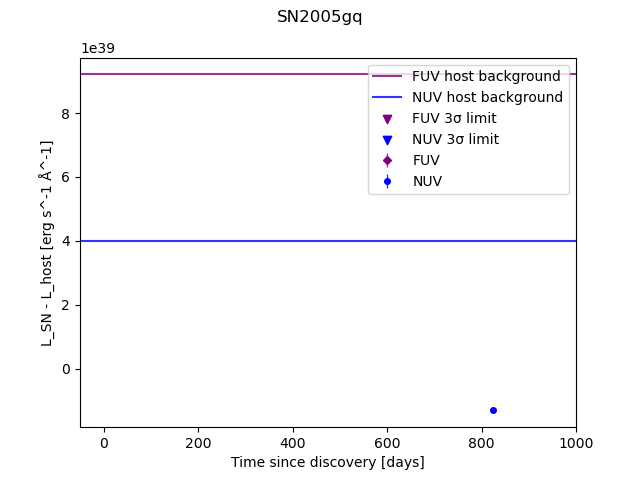 SN2005gq
1e39
FUV host background
NUV host background
FUV 3σ limit
NUV 3σ limit
FUV
NUV
8
6
4
2
0
L_SN - L_host [erg s^-1 Å^-1]
0 200 400 600 800 1000
Time since discovery [days]